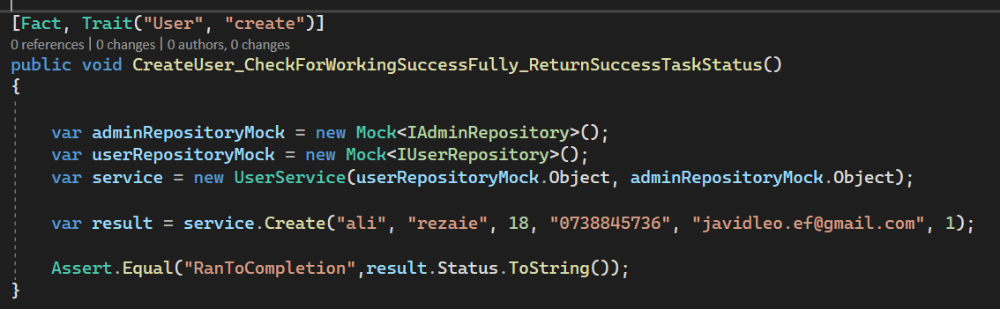 [Fact, Trait("User", "create")]
0 references | 0 changes | 0 authors, 0 changes
public void CreateUser_CheckForWorkingSuccessFully_ReturnSuccessTaskStatus()
{
var adminRepositoryMock = new Mock<IAdminRepository>();
var userRepositoryMock = new Mock<IUserRepository>();
var service = new UserService(userRepositoryMock.Object, adminRepositoryMock.Object);
var result = service.Create("ali", "rezaie", 18, "0738845736", "javidleo.ef@gmail.com", 1);
Assert.Equal("RanToCompletion",result.Status.ToString());
}